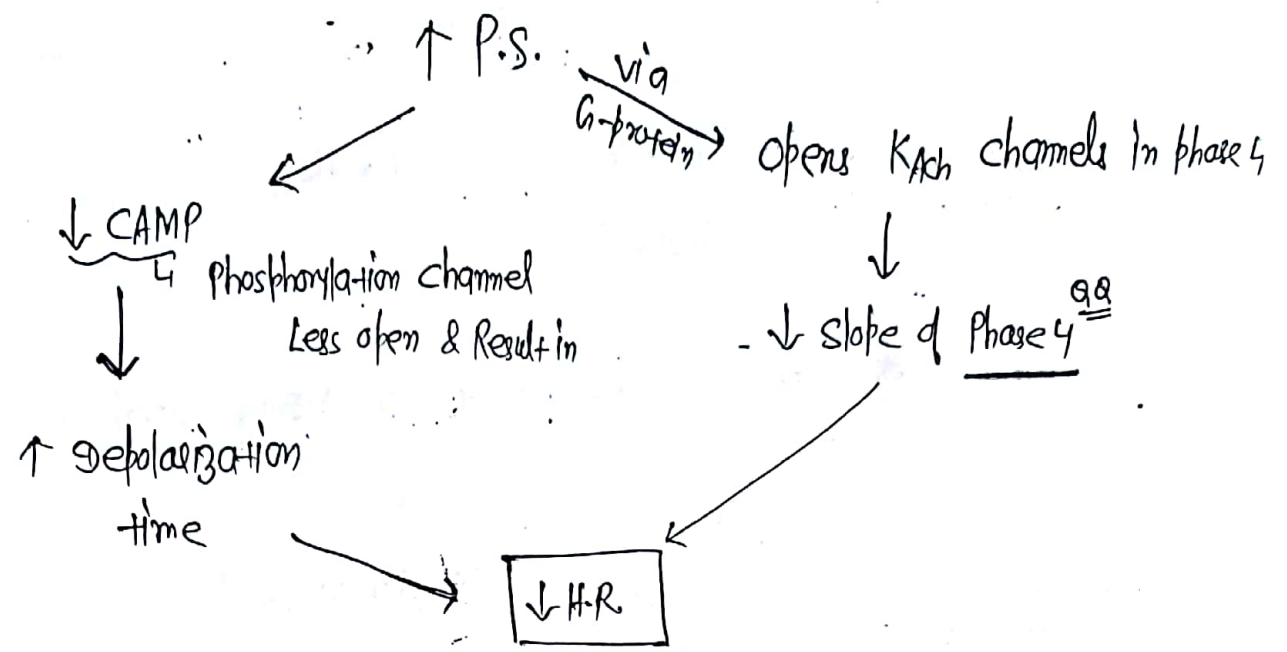 ↑ P.S.
via
G-protein
opens KAch channels in phase 4
↓ CAMP
↳ Phosphorylation channel
Less open & Result in
↓ Slope of Phase 4 QQ
↑ Depolarization
time
↓ H.R